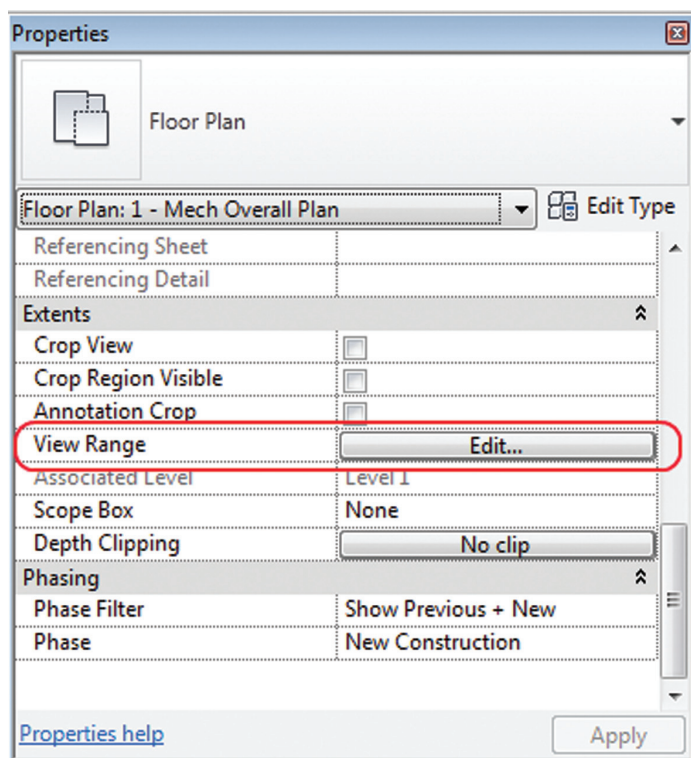 Properties
Floor Plan
Floor Plan: 1 - Mech Overall Plan Edit Type
Referencing Sheet
Referencing Detail
Extents
Crop View
Crop Region Visible
Annotation Crop
View Range Edit...
Associated Level Level 1
Scope Box None
Depth Clipping No clip
Phasing
Phase Filter Show Previous + New
Phase New Construction
Properties help Apply